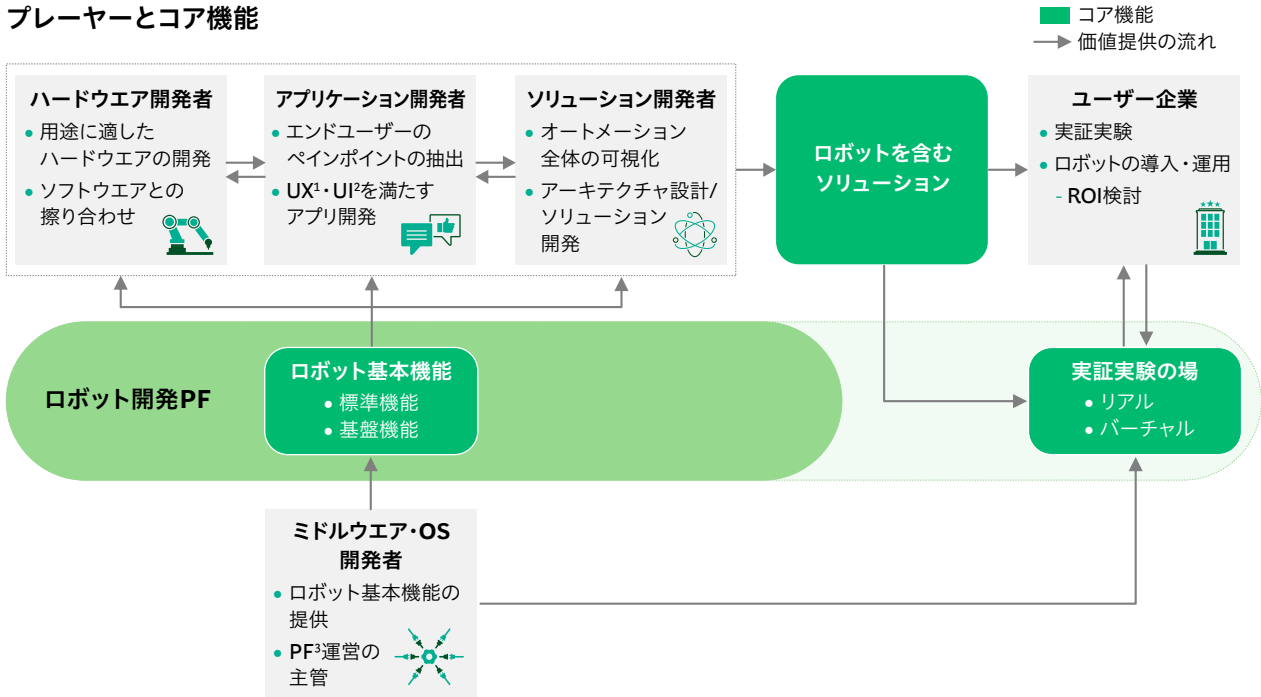 プレーヤーとコア機能
コア機能
価値提供の流れ
ハードウエア開発者
• 用途に適した
ハードウエアの開発
• ソフトウエアとの
擦り合わせ
アプリケーション開発者
• エンドユーザーの
ペインポイントの抽出
• UX¹・UI²を満たす
アプリ開発
ソリューション開発者
• オートメーション
全体の可視化
• アーキテクチャ設計/
ソリューション
開発
ロボットを含む
ソリューション
ユーザー企業
• 実証実験
• ロボットの導入・運用
- ROI検討
ロボット開発PF
ロボット基本機能
• 標準機能
• 基盤機能
実証実験の場
• リアル
• バーチャル
ミドルウエア・OS
開発者
• ロボット基本機能の
提供
• PF³運営の
主管